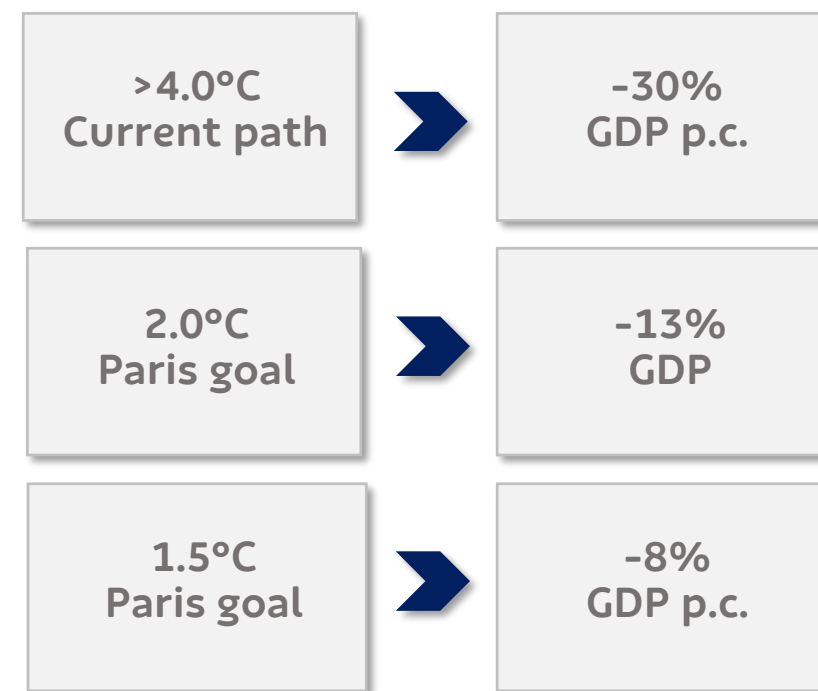 >4.0°C
Current path
-30%
GDP p.c.
2.0°C
Paris goal
-13%
GDP
1.5°C
Paris goal
-8%
GDP p.c.